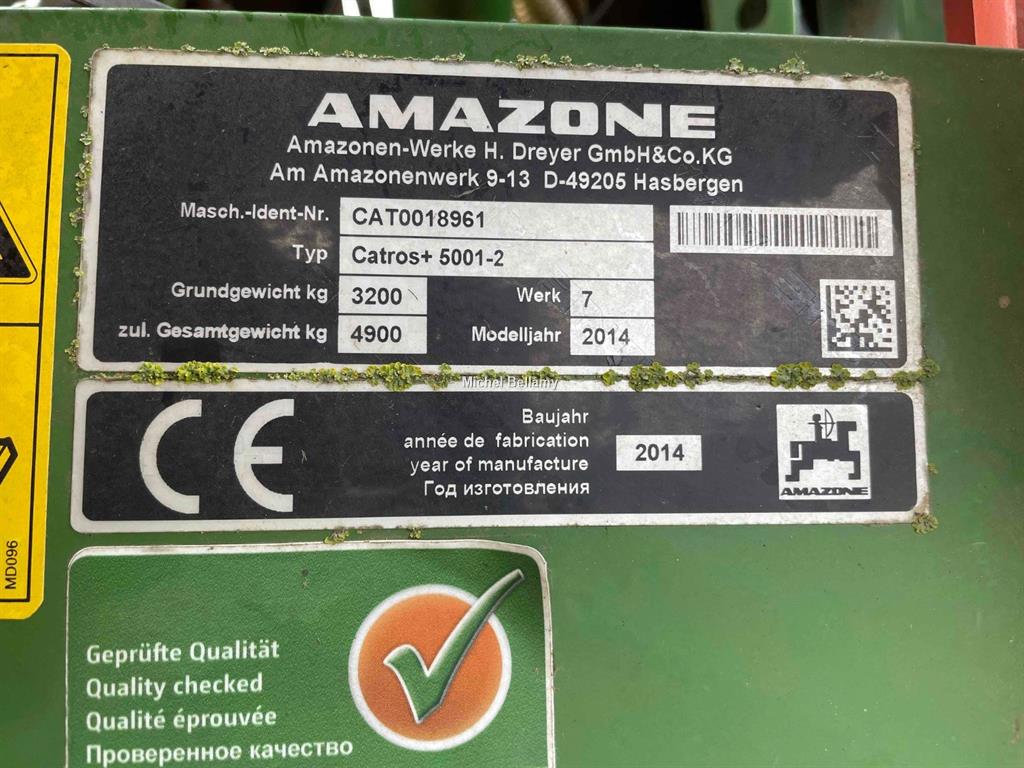 AMAZONE
Amazonen-Werke H. Dreyer GmbH&Co.KG
Am Amazonenwerk 9-13 D-49205 Hasbergen
Masch.-Ident-Nr. CAT0018961
Typ Catros+ 5001-2
Grundgewicht kg 3200 Werk 7
zul. Gesamtgewicht kg 4900 Modelljahr 2014
Michel Bellamy
CE
Baujahr
année de fabrication
year of manufacture 2014
Год изготовления
AMAZONE
MD096
Geprüfte Qualität
Quality checked
Qualité éprouvée
Проверенное качество